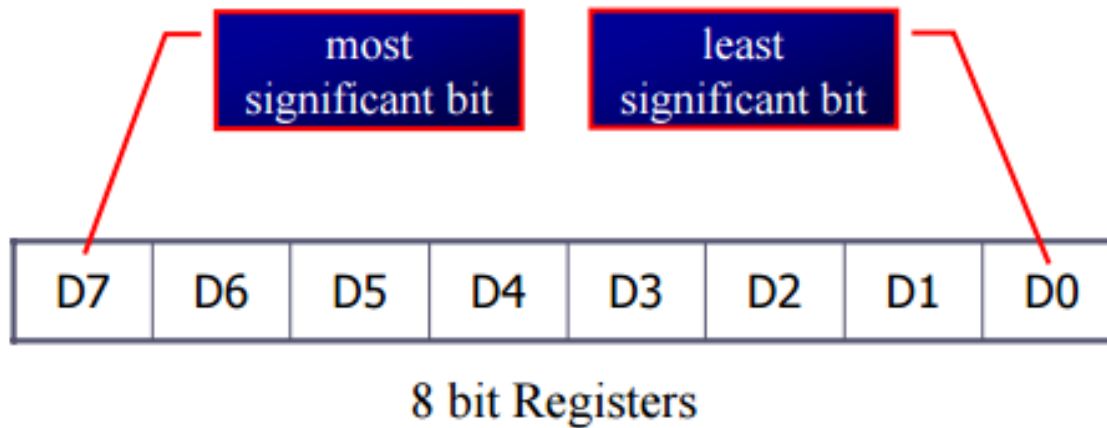 most
significant bit
least
significant bit
D7 D6 D5 D4 D3 D2 D1 D0
8 bit Registers